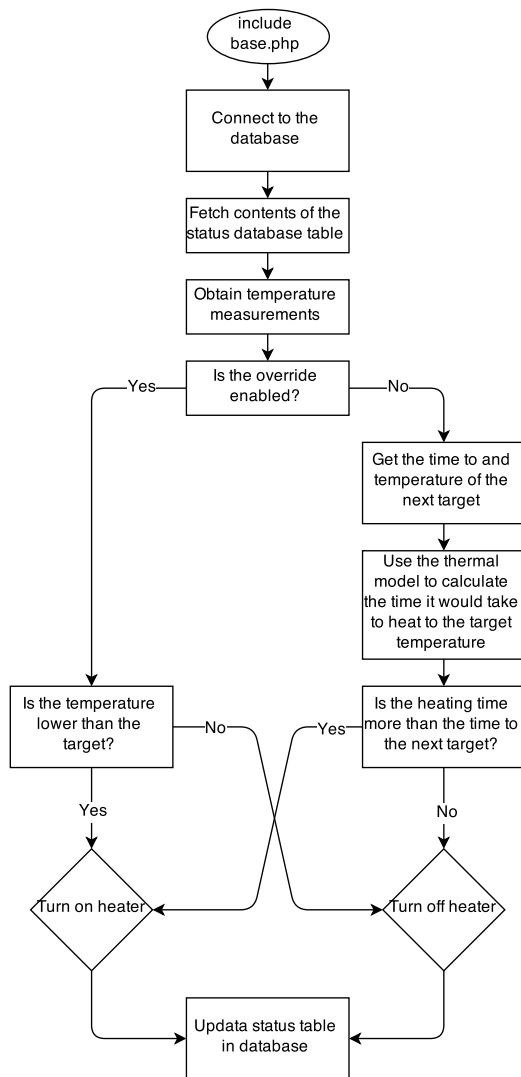 include
base.php
Connect to the
database
Fetch contents of the
status database table
Obtain temperature
measurements
Is the override
enabled?
Yes
No
Get the time to and
temperature of the
next target
Use the thermal
model to calculate
the time it would take
to heat to the target
temperature
Is the temperature
lower than the
target?
No
Yes
Is the heating time
more than the time to
the next target?
Yes
No
Turn on heater
Turn off heater
Updata status table
in database